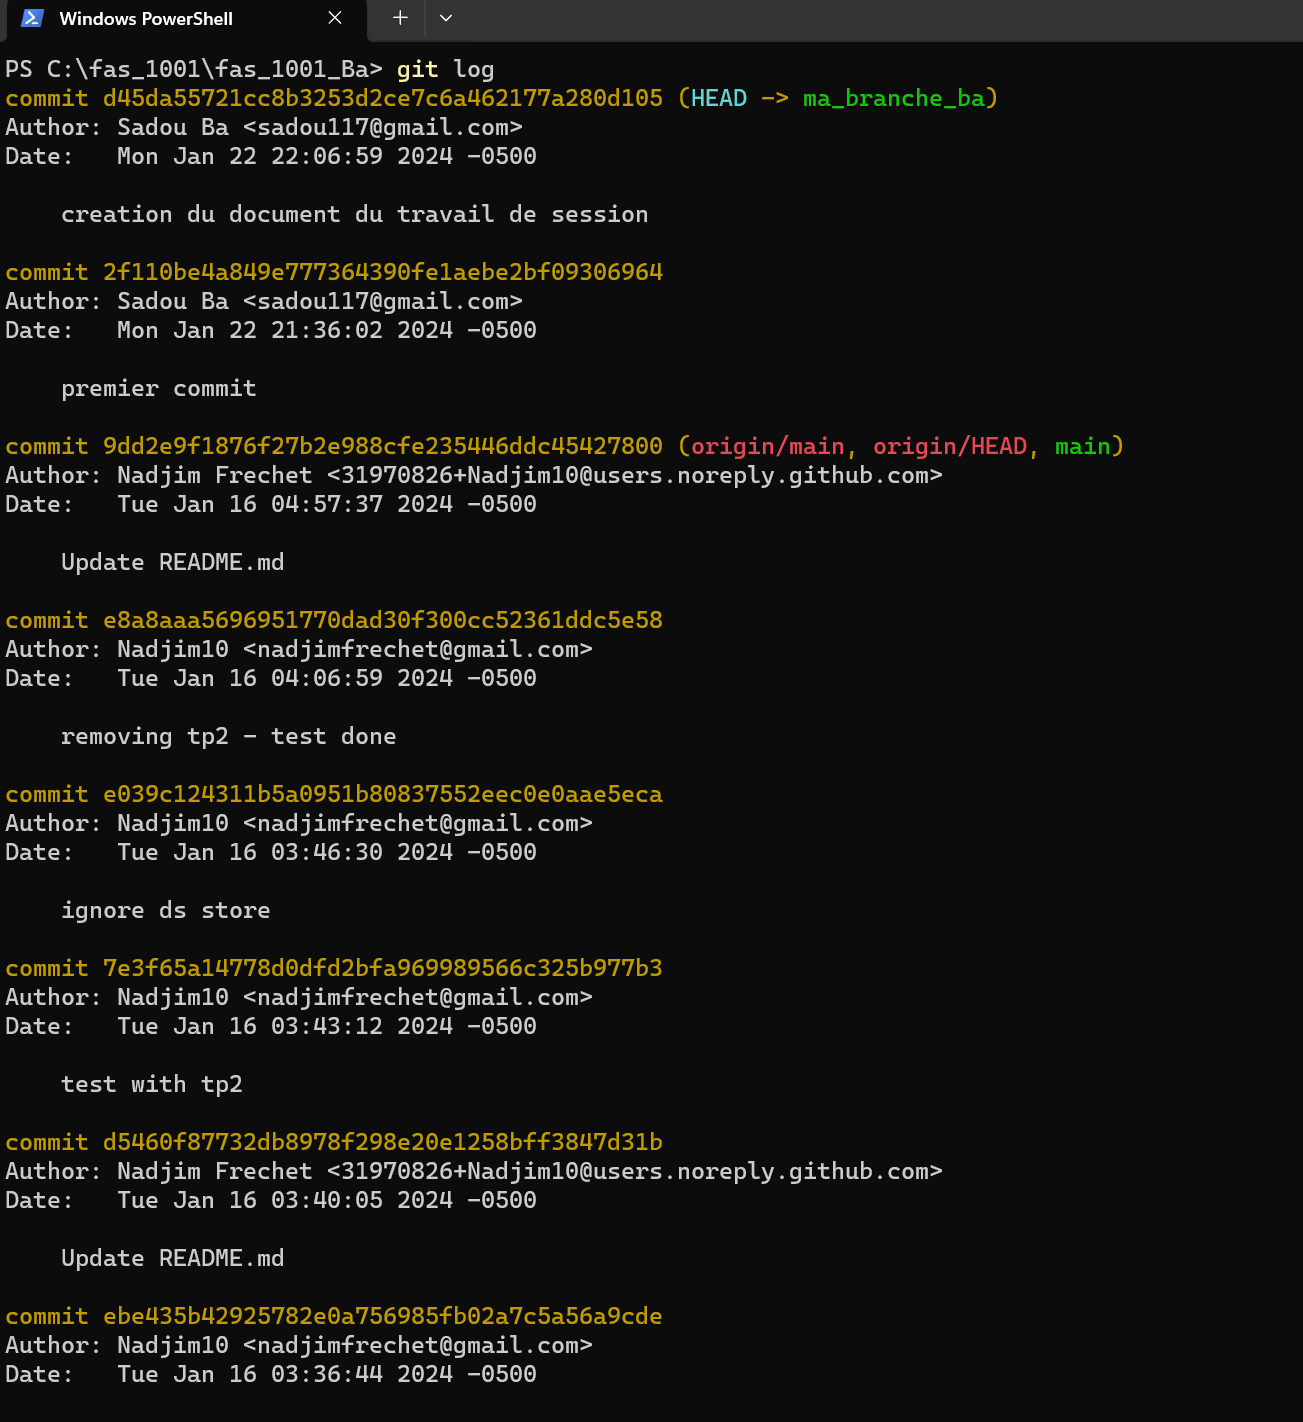 Windows PowerShell
PS C:\fas_1001\fas_1001_Ba> git log
commit d45da55721cc8b3253d2ce7c6a462177a280d105 (HEAD -> ma_branche_ba)
Author: Sadou Ba <sadou117@gmail.com>
Date:   Mon Jan 22 22:06:59 2024 -0500
    creation du document du travail de session
commit 2f110be4a849e777364390fe1aebe2bf09306964
Author: Sadou Ba <sadou117@gmail.com>
Date:   Mon Jan 22 21:36:02 2024 -0500
    premier commit
commit 9dd2e9f1876f27b2e988cfe235446ddc45427800 (origin/main, origin/HEAD, main)
Author: Nadjim Frechet <31970826+Nadjim10@users.noreply.github.com>
Date:   Tue Jan 16 04:57:37 2024 -0500
    Update README.md
commit e8a8aaa5696951770dad30f300cc52361ddc5e58
Author: Nadjim10 <nadjimfrechet@gmail.com>
Date:   Tue Jan 16 04:06:59 2024 -0500
    removing tp2 - test done
commit e039c124311b5a0951b80837552eec0e0aae5eca
Author: Nadjim10 <nadjimfrechet@gmail.com>
Date:   Tue Jan 16 03:46:30 2024 -0500
    ignore ds store
commit 7e3f65a14778d0dfd2bfa969989566c325b977b3
Author: Nadjim10 <nadjimfrechet@gmail.com>
Date:   Tue Jan 16 03:43:12 2024 -0500
    test with tp2
commit d5460f87732db8978f298e20e1258bff3847d31b
Author: Nadjim Frechet <31970826+Nadjim10@users.noreply.github.com>
Date:   Tue Jan 16 03:40:05 2024 -0500
    Update README.md
commit ebe435b42925782e0a756985fb02a7c5a56a9cde
Author: Nadjim10 <nadjimfrechet@gmail.com>
Date:   Tue Jan 16 03:36:44 2024 -0500